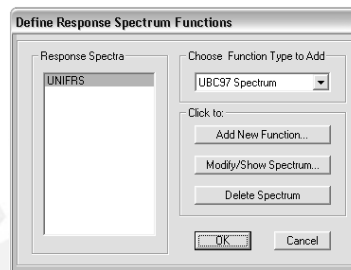 Define Response Spectrum Functions
Response Spectra
UNIFRS
Choose Function Type to Add
UBC97 Spectrum
Click to:
Add New Function...
Modify/Show Spectrum...
Delete Spectrum
OK
Cancel